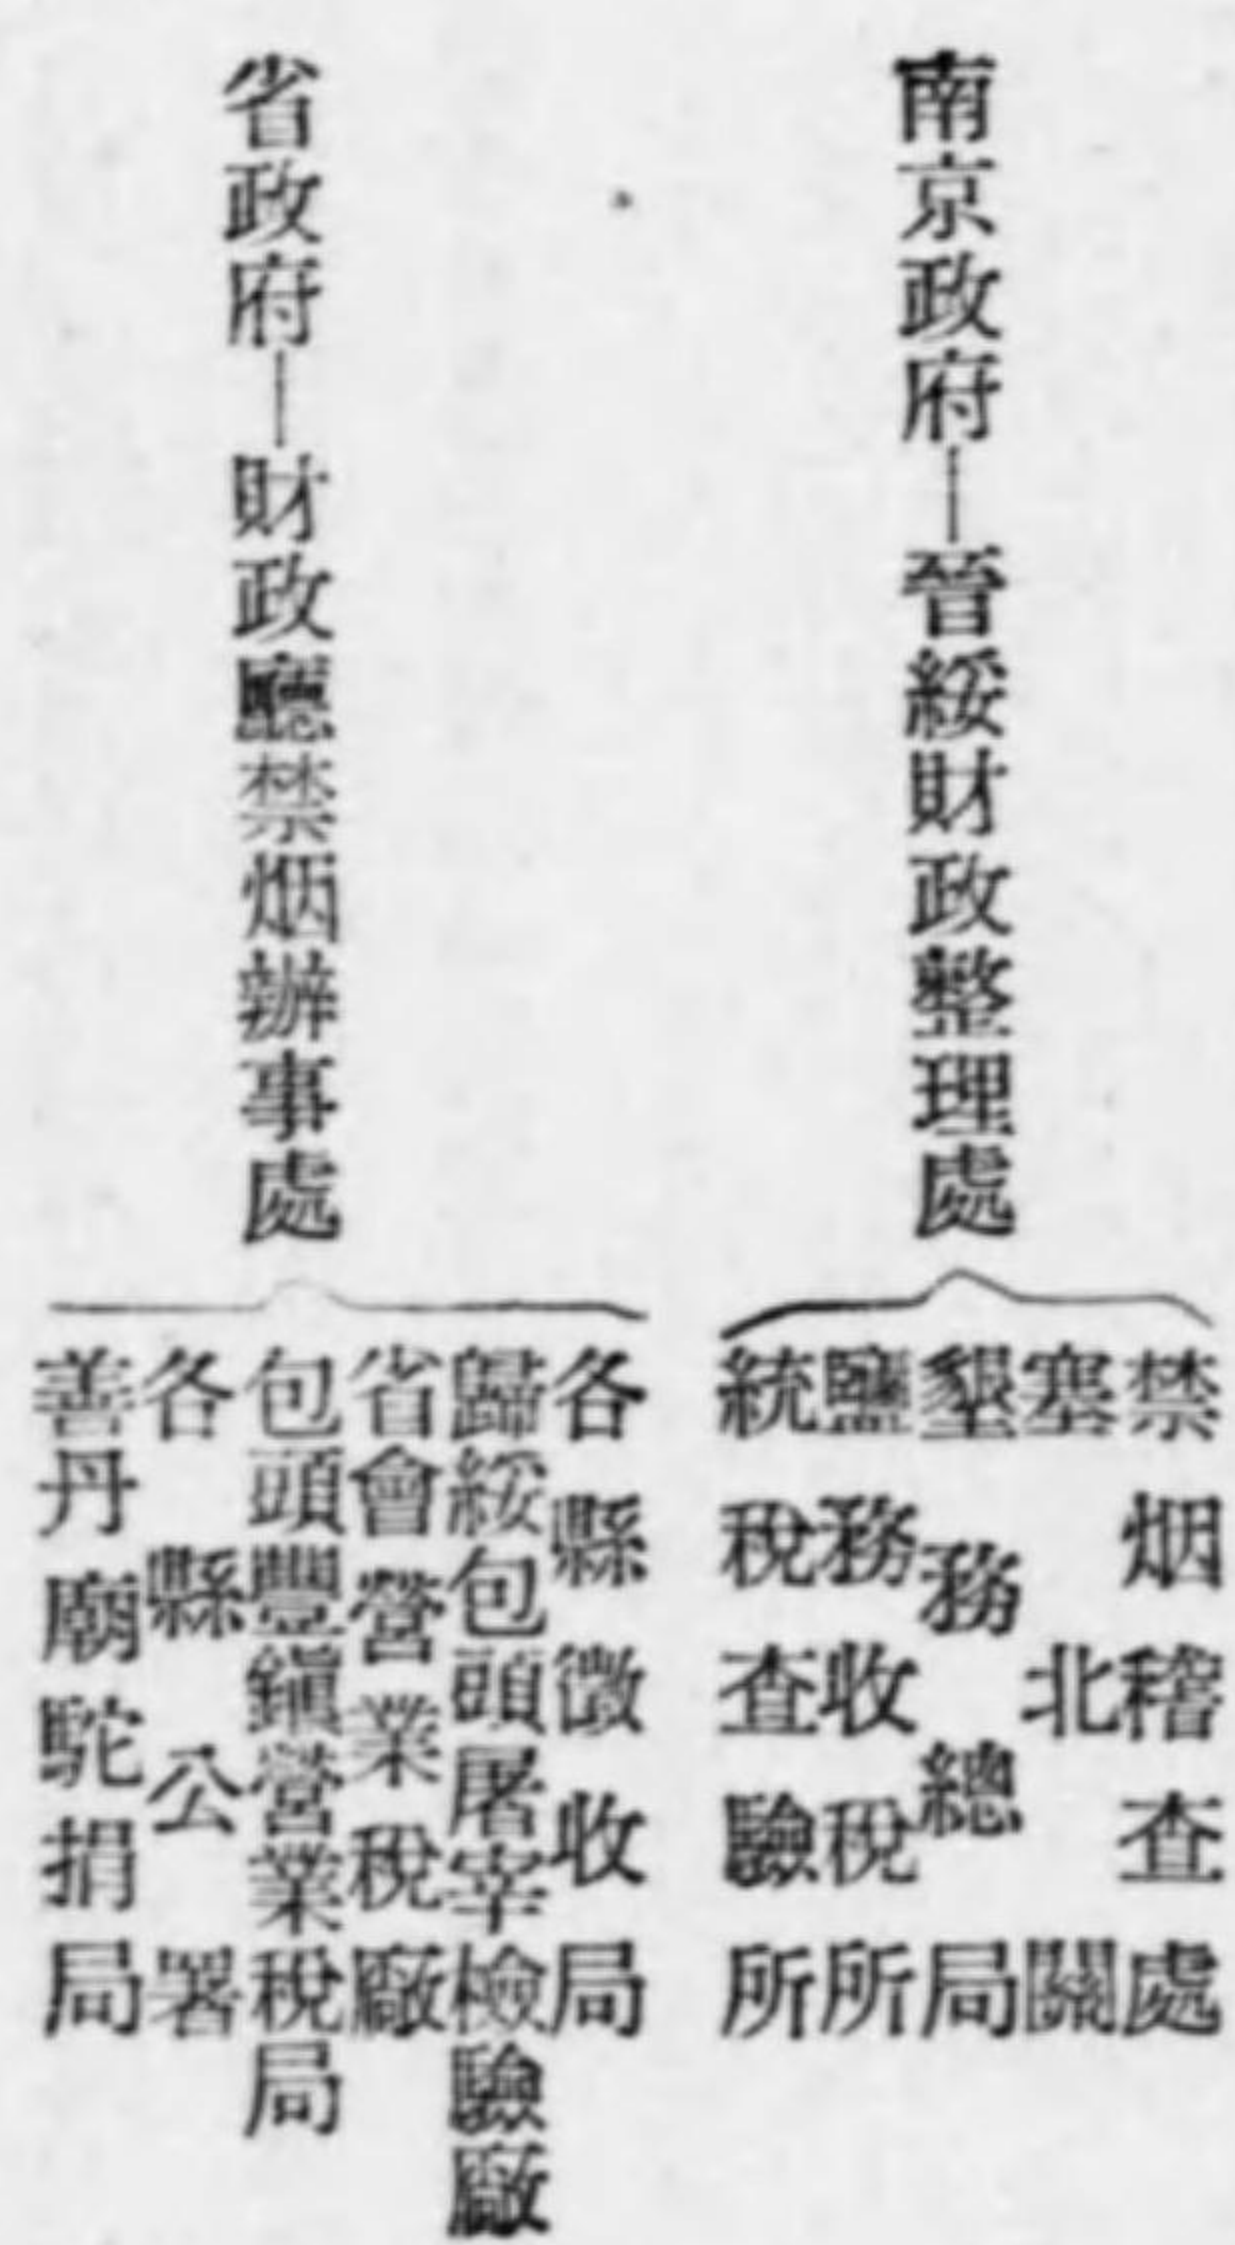 南京政府—晉綏財政整理處
禁烟稽查處
塞北關
墾務總局
鹽務收稅所
統稅查驗所
省政府—財政廳禁烟辦事處
各縣徵收局
歸綏包頭屠宰檢驗廠
省會營業稅廠
包頭豐鎭營業稅局
各縣公署
善丹廟駝捐局